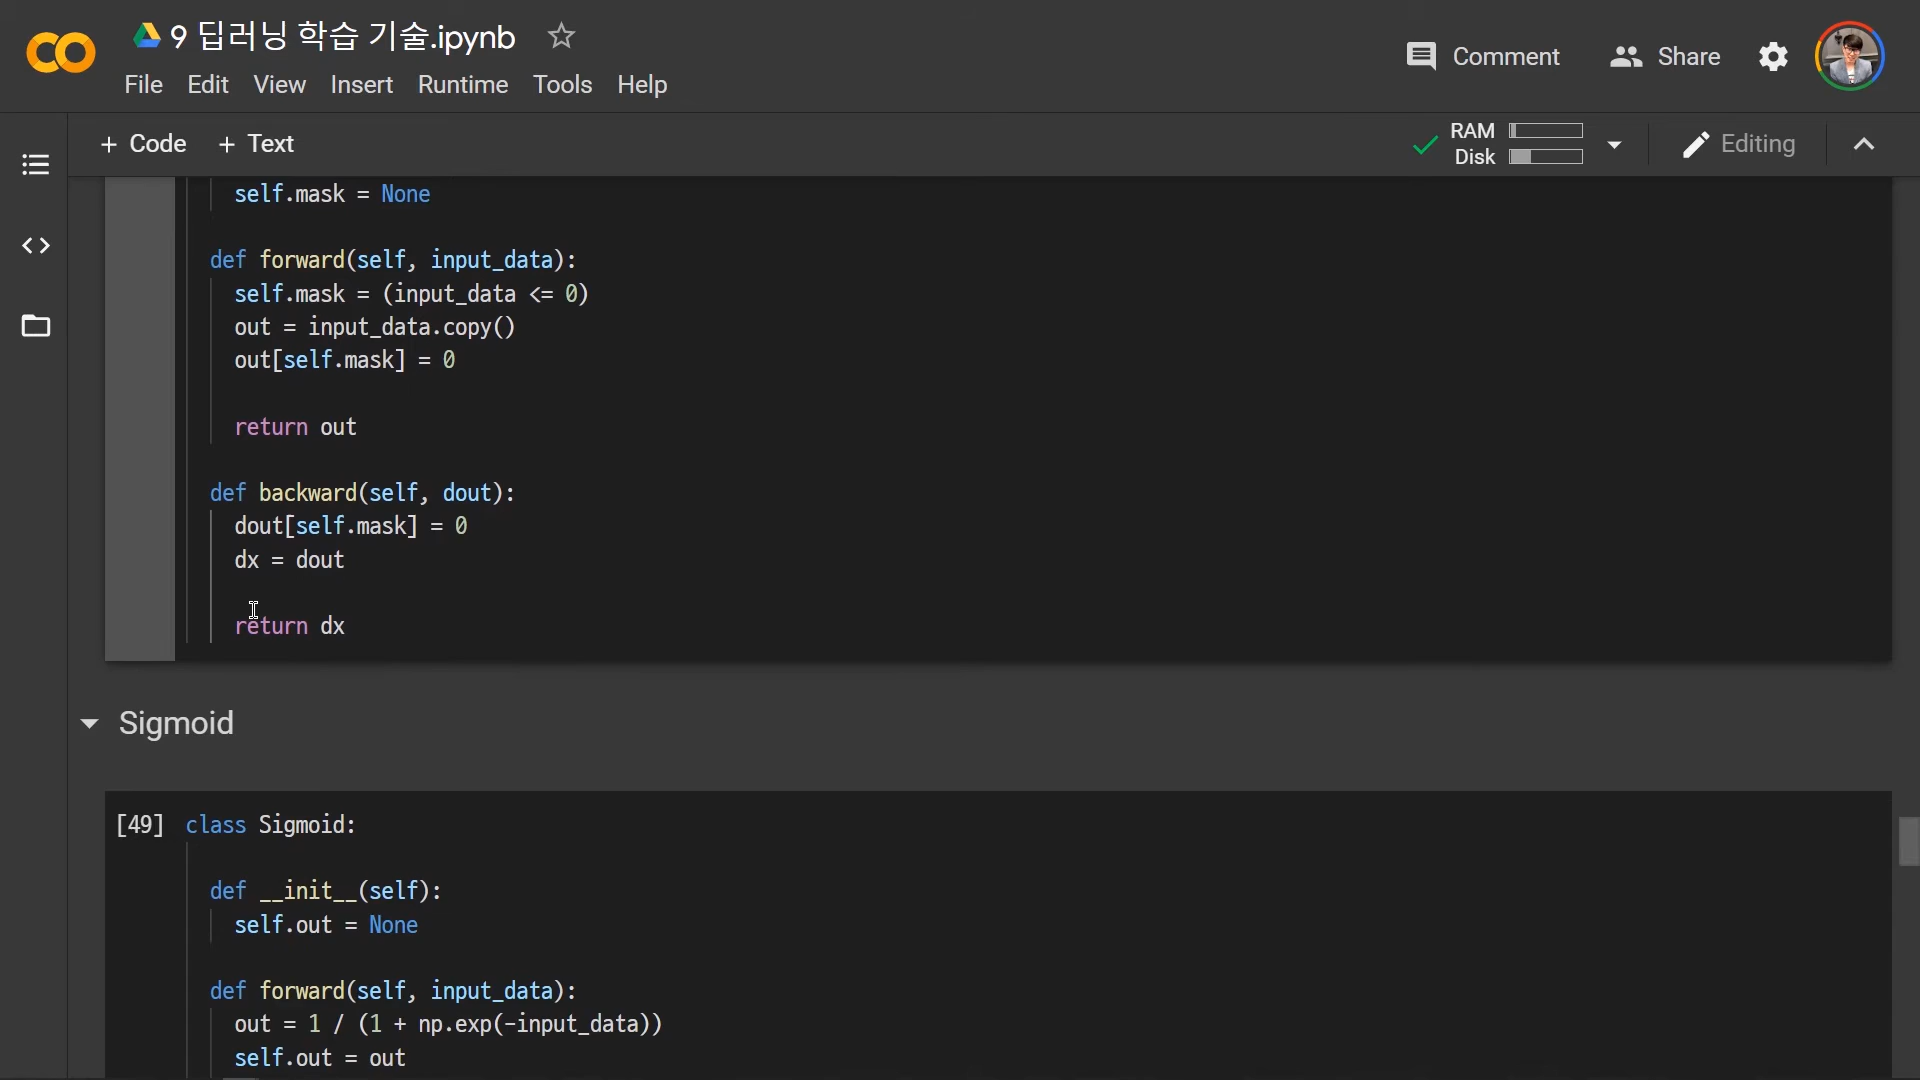 9 딥러닝 학습 기술.ipynb
Comment
Share
File Edit View Insert Runtime Tools Help
+ Code + Text
RAM
Disk
Editing
self.mask = None
def forward(self, input_data):
self.mask = (input_data <= 0)
out = input_data.copy()
out[self.mask] = 0
return out
def backward(self, dout):
dout[self.mask] = 0
dx = dout
return dx
Sigmoid
[49] class Sigmoid:
def __init__(self):
self.out = None
def forward(self, input_data):
out = 1 / (1 + np.exp(-input_data))
self.out = out